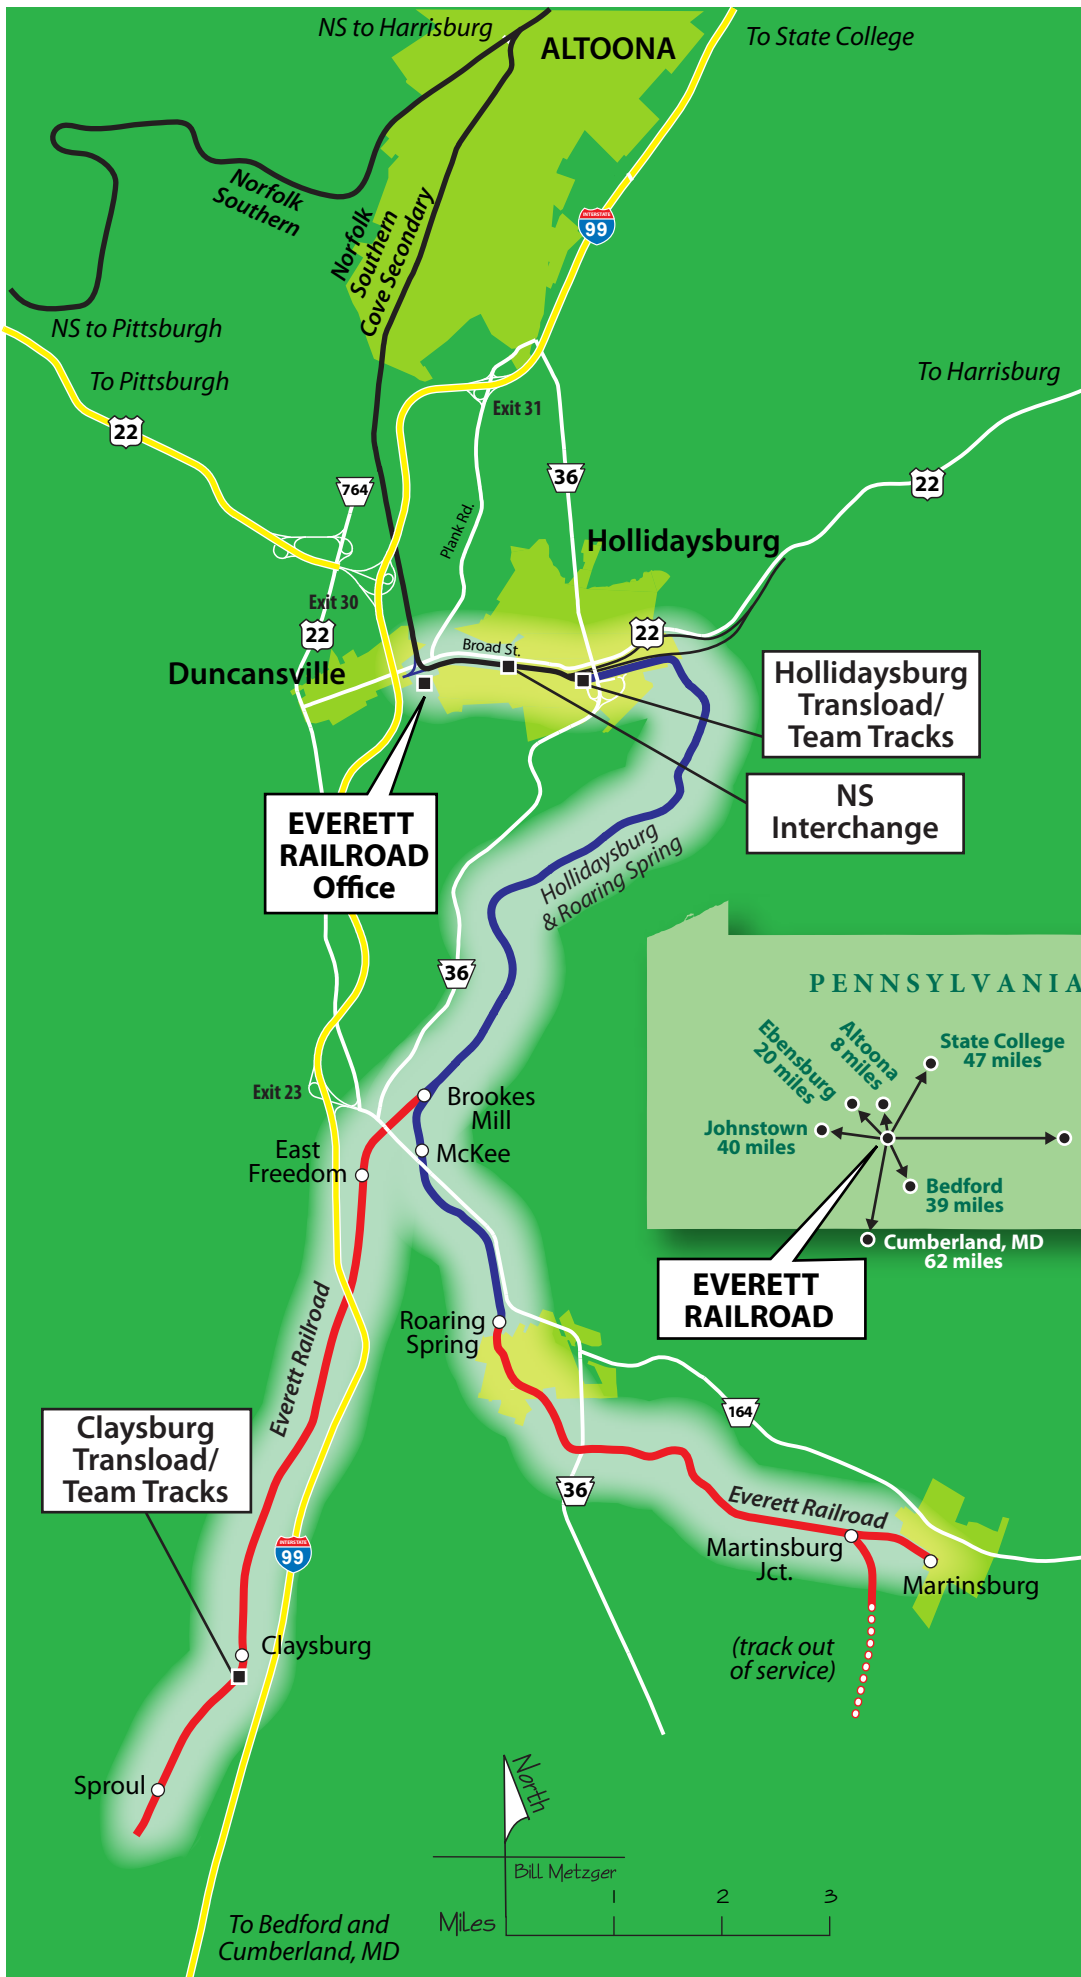 NS to Harrisburg
ALTOONA
To State College
Norfolk
Southern
Norfolk
Southern
Cove Secondary
INTERSTATE
99
NS to Pittsburgh
To Pittsburgh
To Harrisburg
22
Exit 31
764
36
22
Plank Rd.
Hollidaysburg
Exit 30
22
22
Broad St.
Duncansville
Hollidaysburg
Transload/
Team Tracks
NS
Interchange
EVERETT
RAILROAD
Office
Hollidaysburg
& Roaring Spring
36
PENNSYLVANIA
Ebensburg
20 miles
Altoona
8 miles
State College
47 miles
Johnstown
40 miles
Bedford
39 miles
Cumberland, MD
62 miles
EVERETT
RAILROAD
Exit 23
Brookes
Mill
East
Freedom
McKee
Everett Railroad
Roaring
Spring
Claysburg
Transload/
Team Tracks
164
36
Everett Railroad
INTERSTATE
99
Martinsburg
Jct.
Martinsburg
Claysburg
(track out
of service)
Sproul
North
Bill Metzger
1 2 3
Miles
To Bedford and
Cumberland, MD